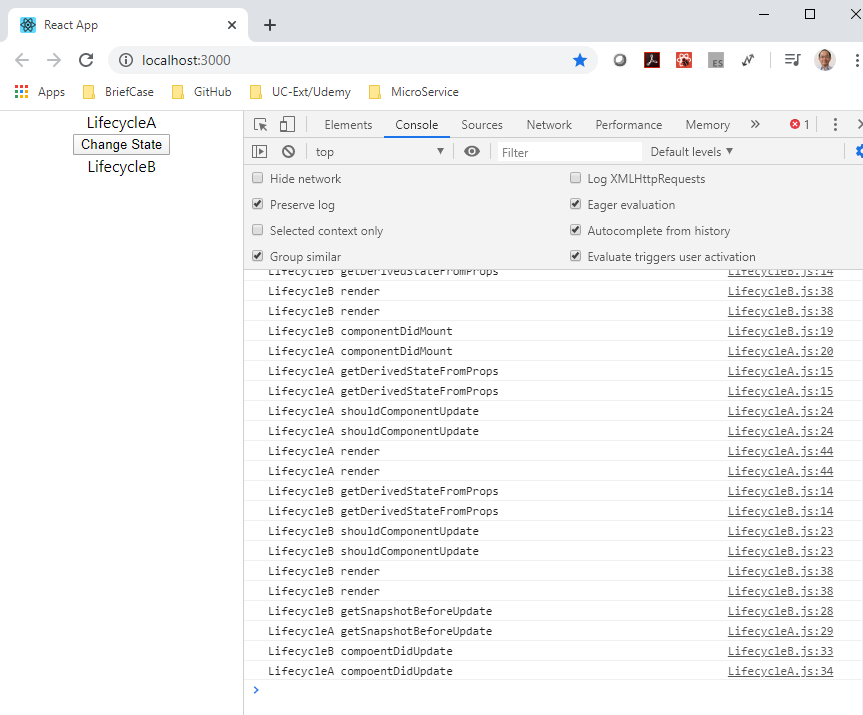 React App
localhost:3000
Apps BriefCase GitHub UC-Ext/Udemy MicroService
LifecycleA
Change State
LifecycleB
Elements Console Sources Network Performance Memory » 1
top Filter Default levels ▼
Hide network Log XMLHttpRequests
Preserve log Eager evaluation
Selected context only Autocomplete from history
Group similar Evaluate triggers user activation
LifecycleB getDerivedStateFromProps LifecycleB.js:14
LifecycleB render LifecycleB.js:38
LifecycleB render LifecycleB.js:38
LifecycleB componentDidMount LifecycleB.js:19
LifecycleA componentDidMount LifecycleA.js:20
LifecycleA getDerivedStateFromProps LifecycleA.js:15
LifecycleA getDerivedStateFromProps LifecycleA.js:15
LifecycleA shouldComponentUpdate LifecycleA.js:24
LifecycleA shouldComponentUpdate LifecycleA.js:24
LifecycleA render LifecycleA.js:44
LifecycleA render LifecycleA.js:44
LifecycleB getDerivedStateFromProps LifecycleB.js:14
LifecycleB getDerivedStateFromProps LifecycleB.js:14
LifecycleB shouldComponentUpdate LifecycleB.js:23
LifecycleB shouldComponentUpdate LifecycleB.js:23
LifecycleB render LifecycleB.js:38
LifecycleB render LifecycleB.js:38
LifecycleB getSnapshotBeforeUpdate LifecycleB.js:28
LifecycleA getSnapshotBeforeUpdate LifecycleA.js:29
LifecycleB compoentDidUpdate LifecycleB.js:33
LifecycleA compoentDidUpdate LifecycleA.js:34